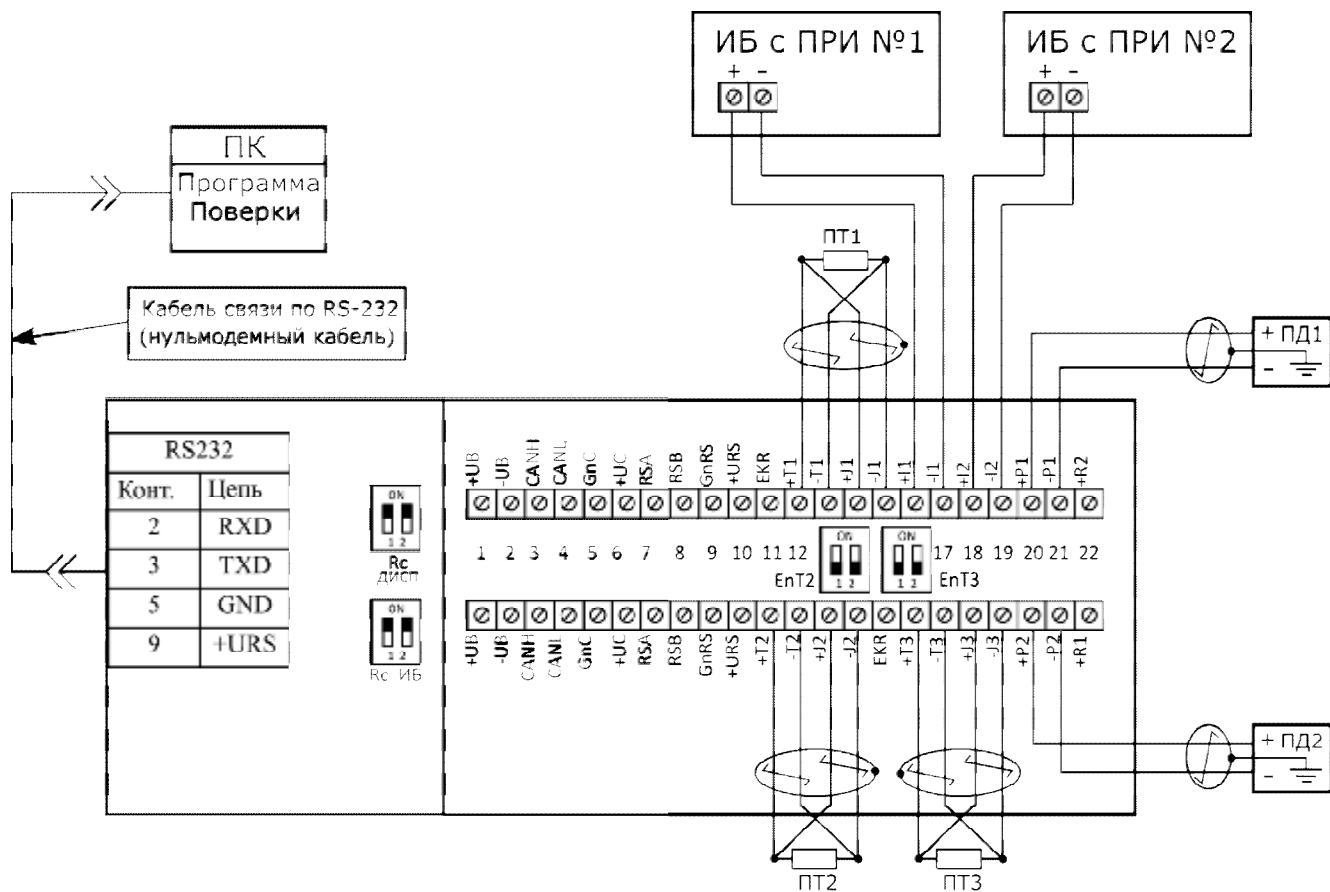 ИБ с ПРИ №1
+ -
ИБ с ПРИ №2
+ -
ПК
Программа
Поверки
Кабель связи по RS-232
(нульмодемный кабель)
ПТ1
+ ПД1
-
RS232
Конт. Цепь
2 RXD
3 TXD
5 GND
9 +URS
ON
1 2
Rc
ДИСП
ON
1 2
Rc ИБ
+UB -UB CANH CANL GnC +UC RSA RSB GnRS +URS EKR +T1 -T1 +J1 -J1 +I1 -I1 +I2 -I2 +P1 -P1 +R2
1 2 3 4 5 6 7 8 9 10 11 12 17 18 19 20 21 22
ON
1 2
EnT2
ON
1 2
EnT3
+UB -UB CANH CANL GnC +UC RSA RSB GnRS +URS +T2 -T2 +J2 -J2 EKR +T3 -T3 +J3 -J3 +P2 -P2 +R1
+ ПД2
-
ПТ2
ПТ3